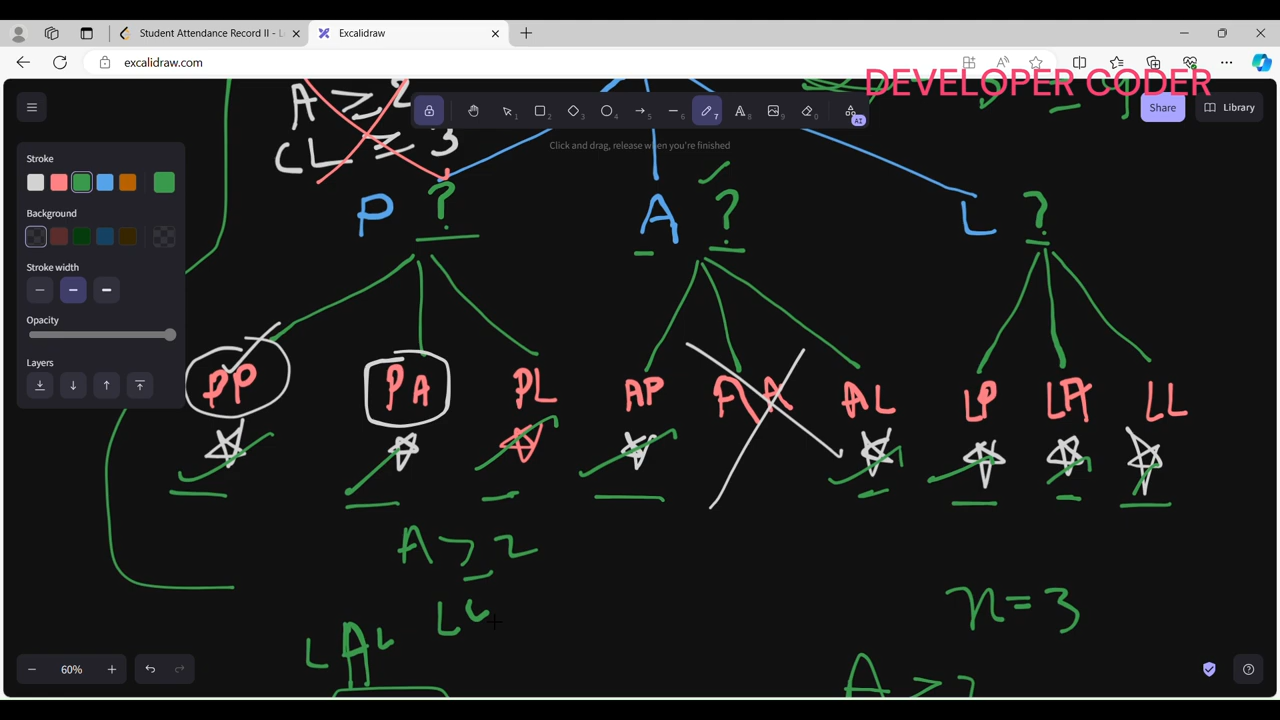 Student Attendance Record II - L
Excalidraw
excalidraw.com
DEVELOPER CODER
Share
Library
Click and drag, release when you're finished
Stroke
Background
Stroke width
Opacity
Layers
A ≥ 2
CL ≥ 3
P ?
A ?
L ?
PP
PA
PL
AP
AA
AL
LP
LA
LL
A ≥ 2
n = 3
LAL
A ≥ 2
60%